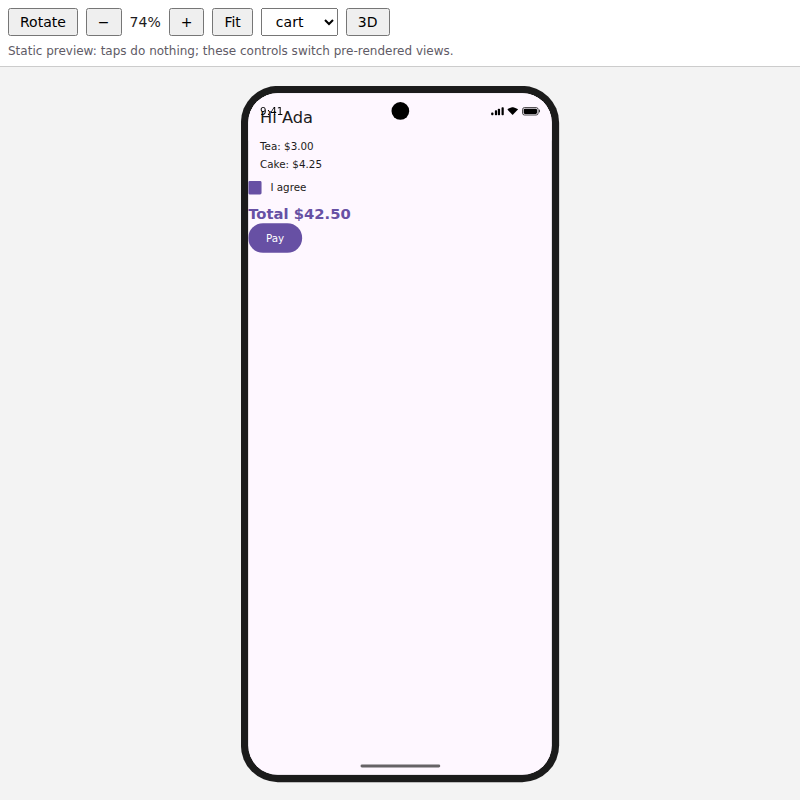 Rotate − 74% + Fit cart 3D
Static preview: taps do nothing; these controls switch pre-rendered views.
9:41
Hi Ada
Tea: $3.00
Cake: $4.25
I agree
Total $42.50
Pay